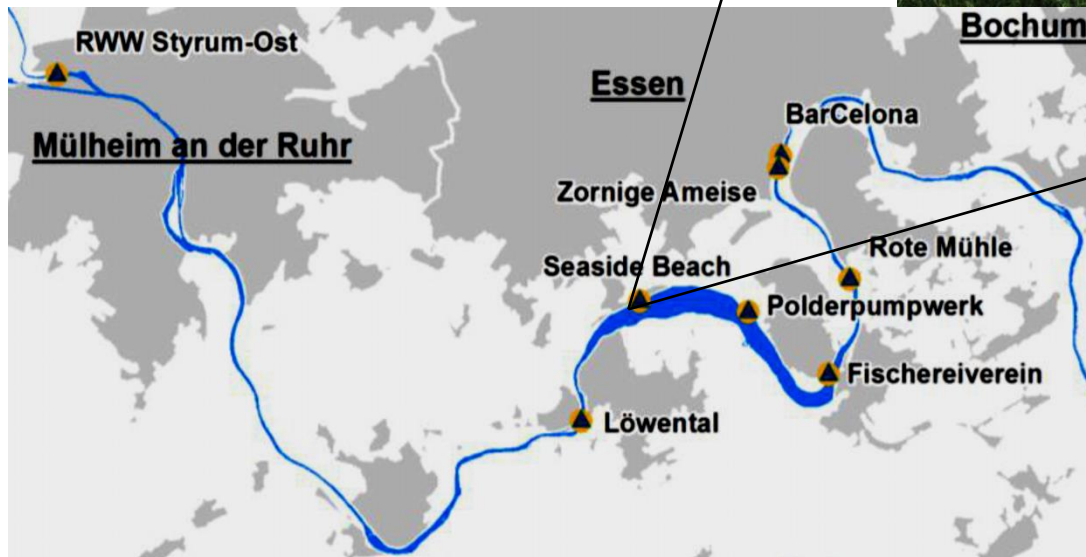 Bochum
RWW Styrum-Ost
Essen
BarCelona
Mülheim an der Ruhr
Zornige Ameise
Rote Mühle
Seaside Beach
Polderpumpwerk
Fischereiverein
Löwental